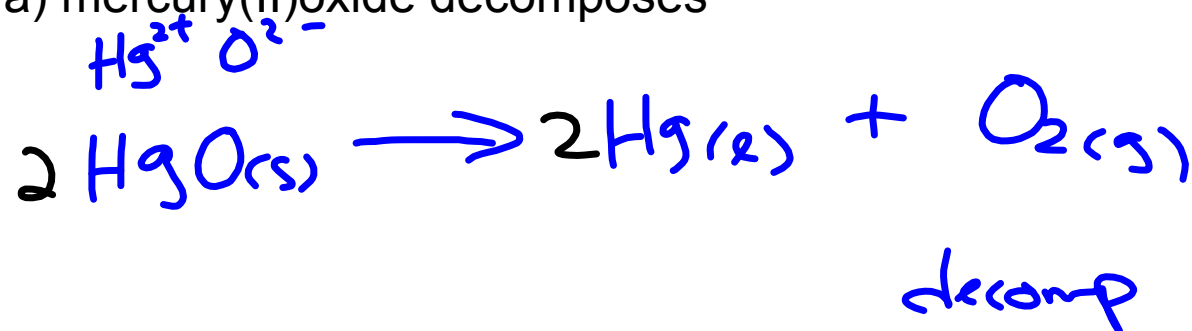 a) mercury(II)oxide decomposes
Hg²⁺ O²⁻
2 HgO(s) ⟶ 2Hg(l) + O₂(g)
decomp